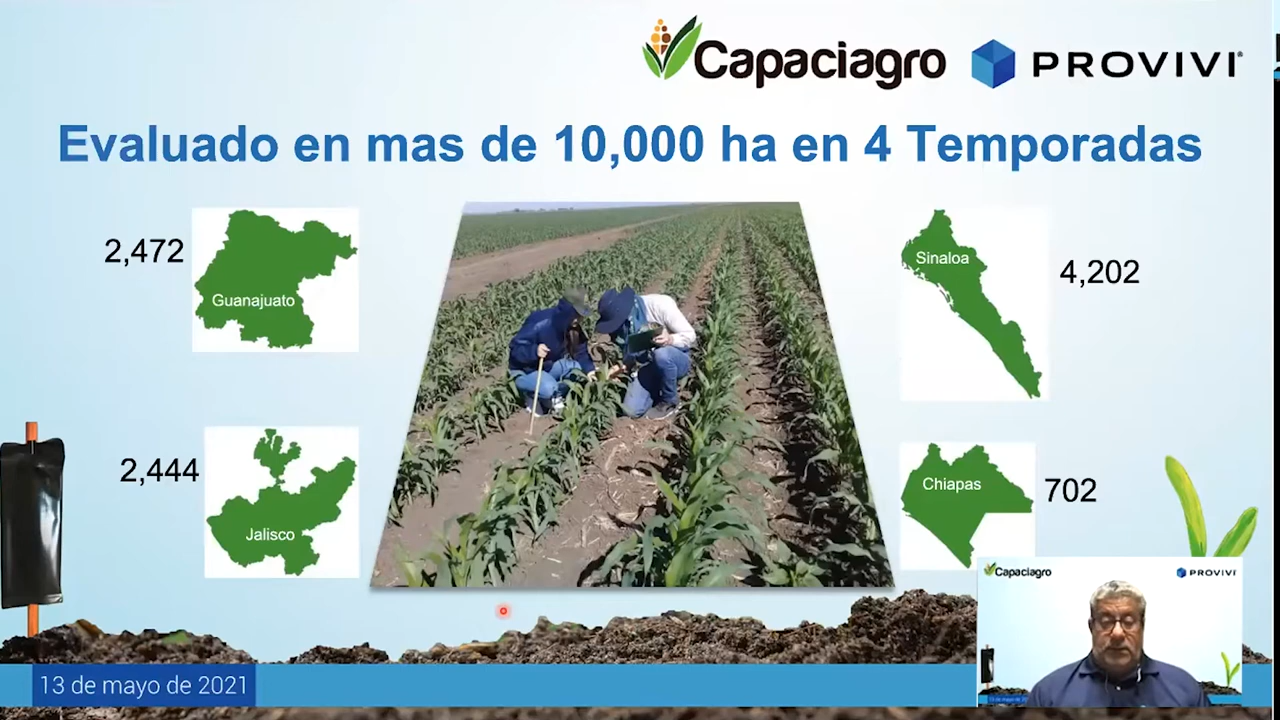 Capaciagro PROVIVI
Evaluado en mas de 10,000 ha en 4 Temporadas
2,472
Guanajuato
Sinaloa
4,202
2,444
Jalisco
Chiapas
702
Capaciagro PROVIVI
13 de mayo de 2021